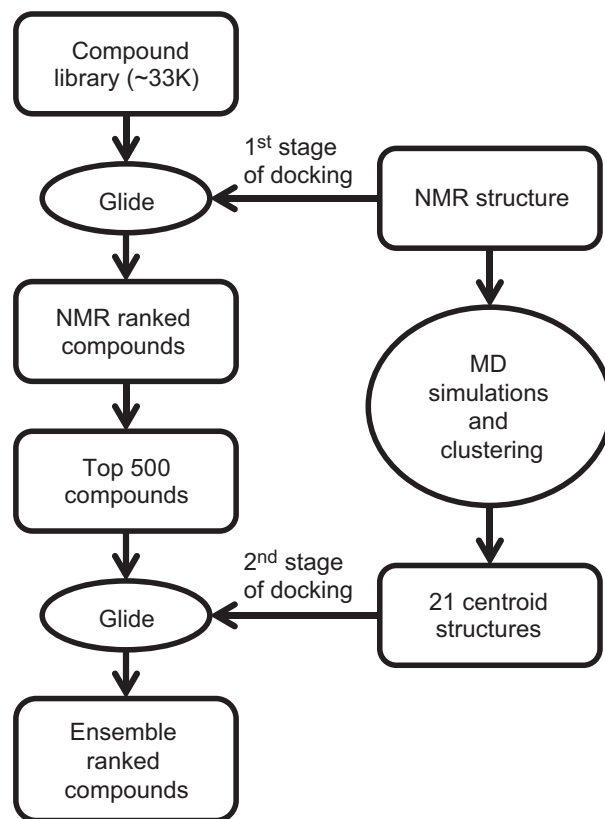 Compound
library (~33K)
1st stage
of docking
Glide
NMR structure
NMR ranked
compounds
MD
simulations
and
clustering
Top 500
compounds
2nd stage
of docking
Glide
21 centroid
structures
Ensemble
ranked
compounds